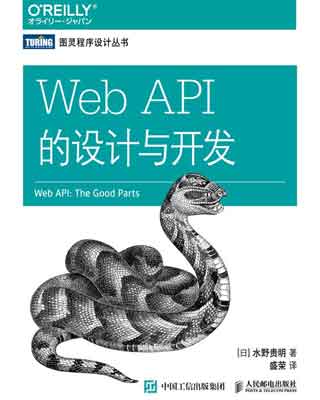 O'REILLY®
オライリー・ジャパン
TURING 图灵程序设计丛书
Web API
的设计与开发
Web API: The Good Parts
[日] 水野贵明 著
盛荣 译
中国工信出版集团 人民邮电出版社